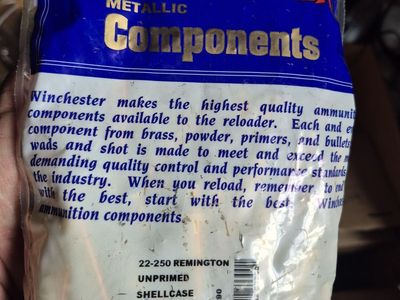 METALLIC
Components
Winchester makes the highest quality ammuni
components available to the reloader. Each and
component from brass, powder, primers, and bullets
wads and shot is made to meet and exceed the
demanding quality control and performance standards
the industry. When you reload, remember, to
with the best, start with the best. Winches
ammunition components.
22-250 REMINGTON
UNPRIMED
SHELLCASE